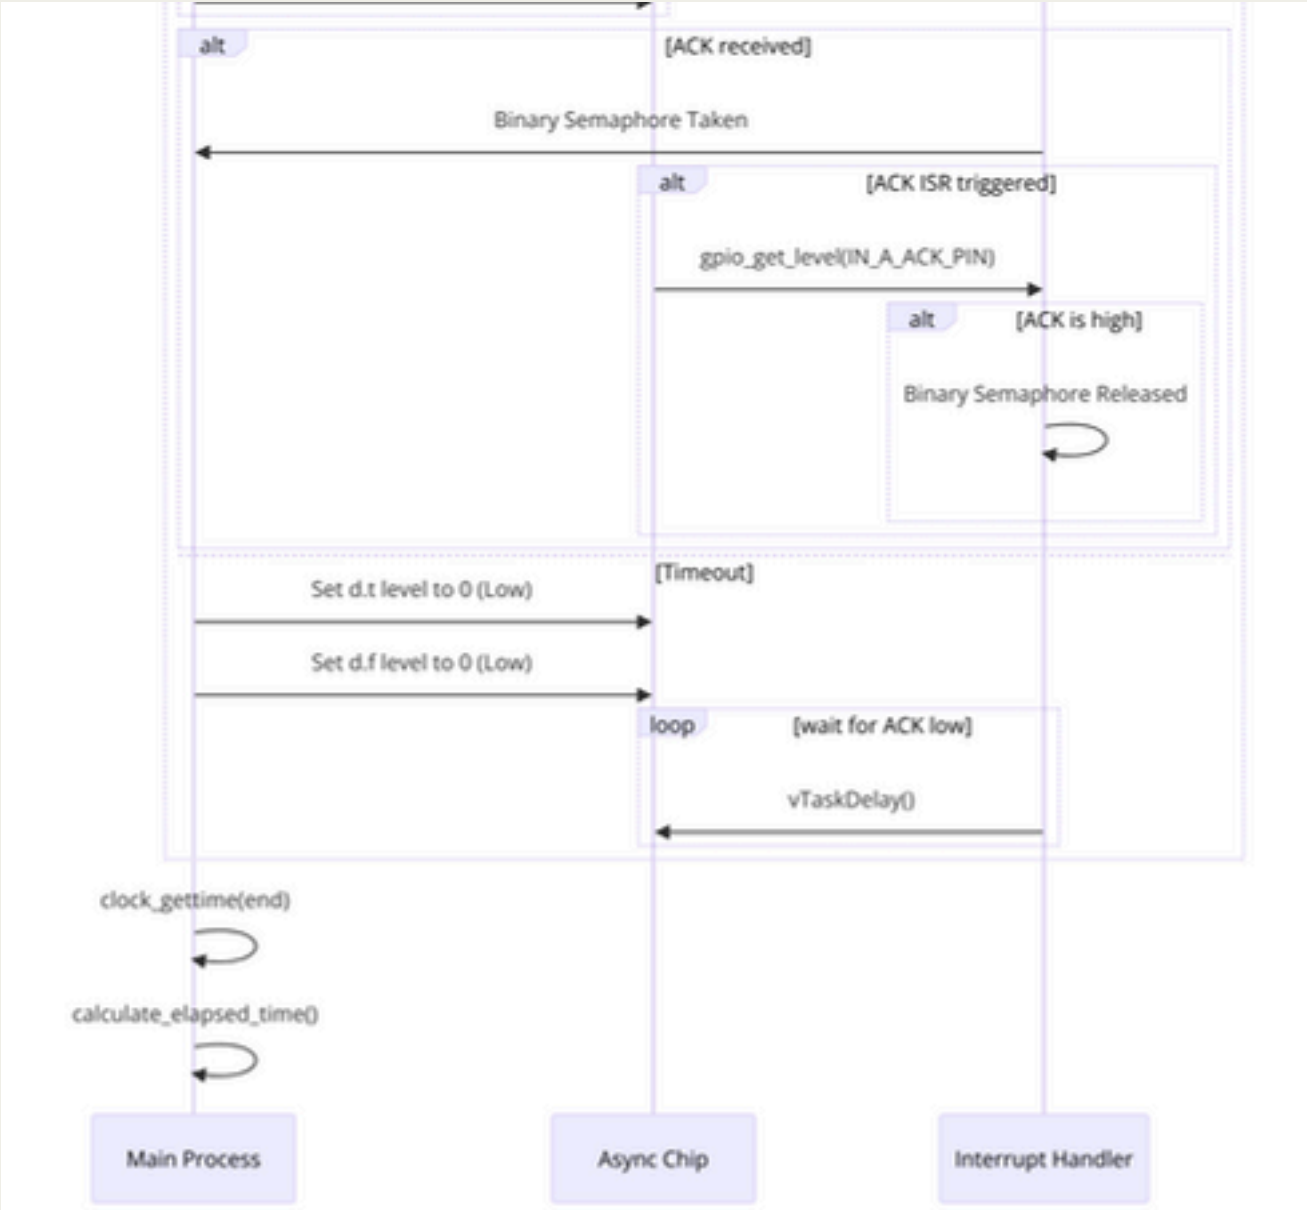 alt
[ACK received]
Binary Semaphore Taken
alt
[ACK ISR triggered]
gpio_get_level(IN_A_ACK_PIN)
alt
[ACK is high]
Binary Semaphore Released
[Timeout]
Set d.t level to 0 (Low)
Set d.f level to 0 (Low)
loop
[wait for ACK low]
vTaskDelay()
clock_gettime(end)
calculate_elapsed_time()
Main Process
Async Chip
Interrupt Handler